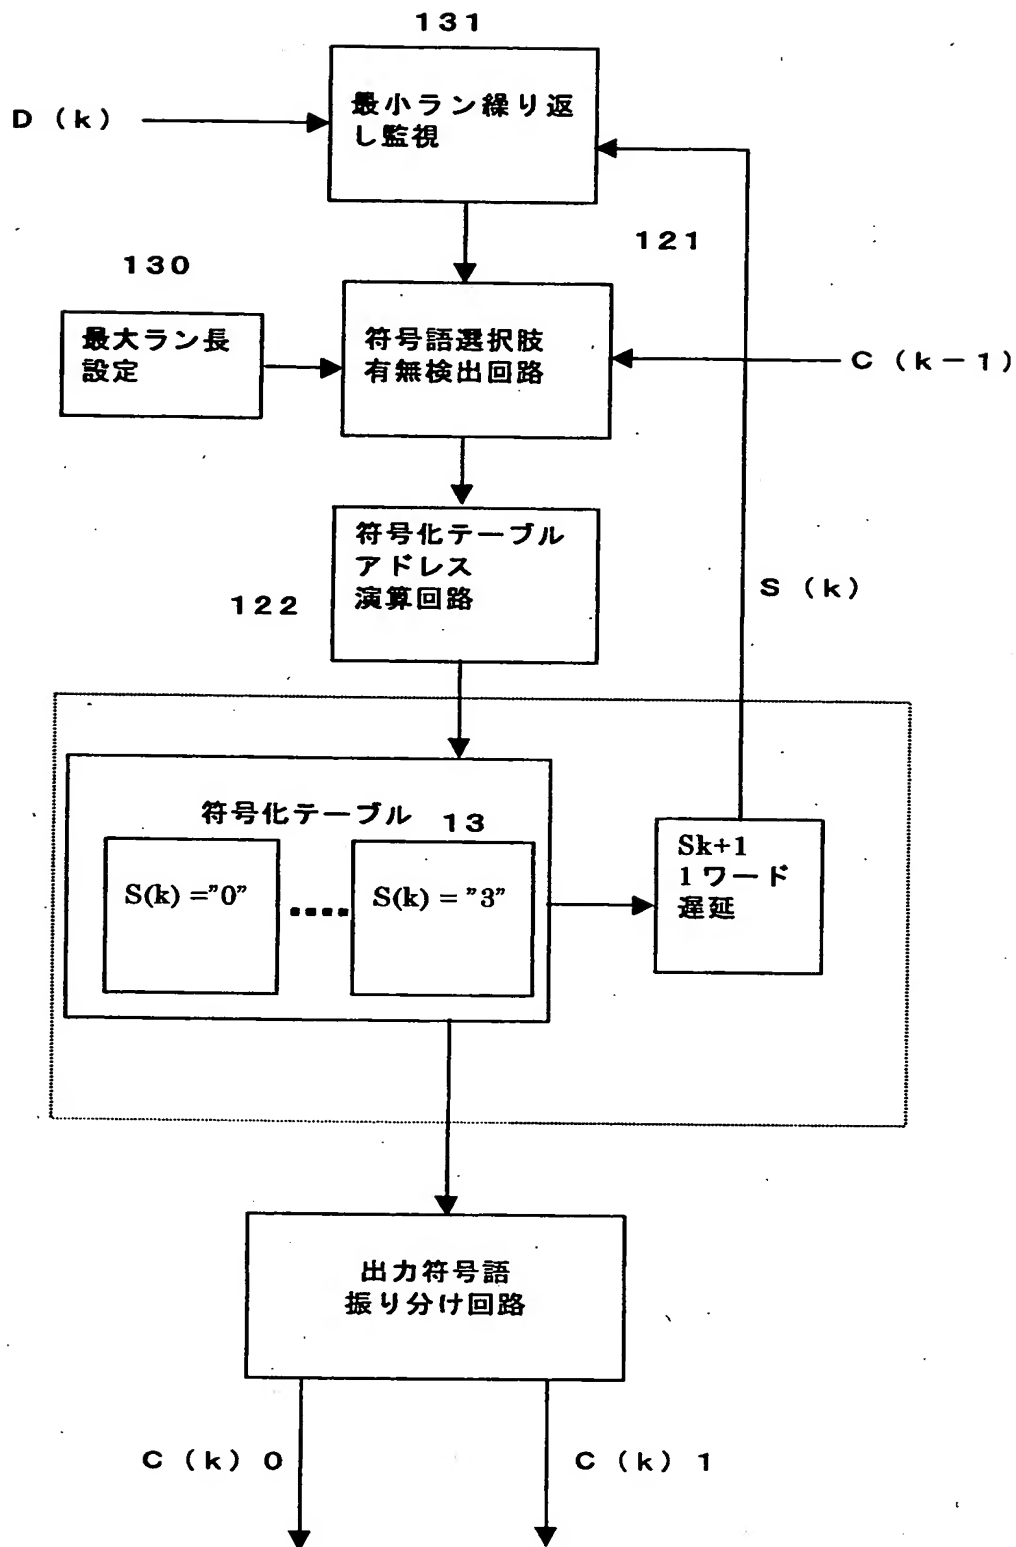 131
D (k)
最小ラン繰り返
し監視
121
130
最大ラン長
設定
符号語選択肢
有無検出回路
C (k-1)
符号化テーブル
アドレス
演算回路
122
S (k)
符号化テーブル 13
S(k) ="0"
S(k) = "3"
Sk+1
1ワード
遅延
出力符号語
振り分け回路
C (k) 0
C (k) 1